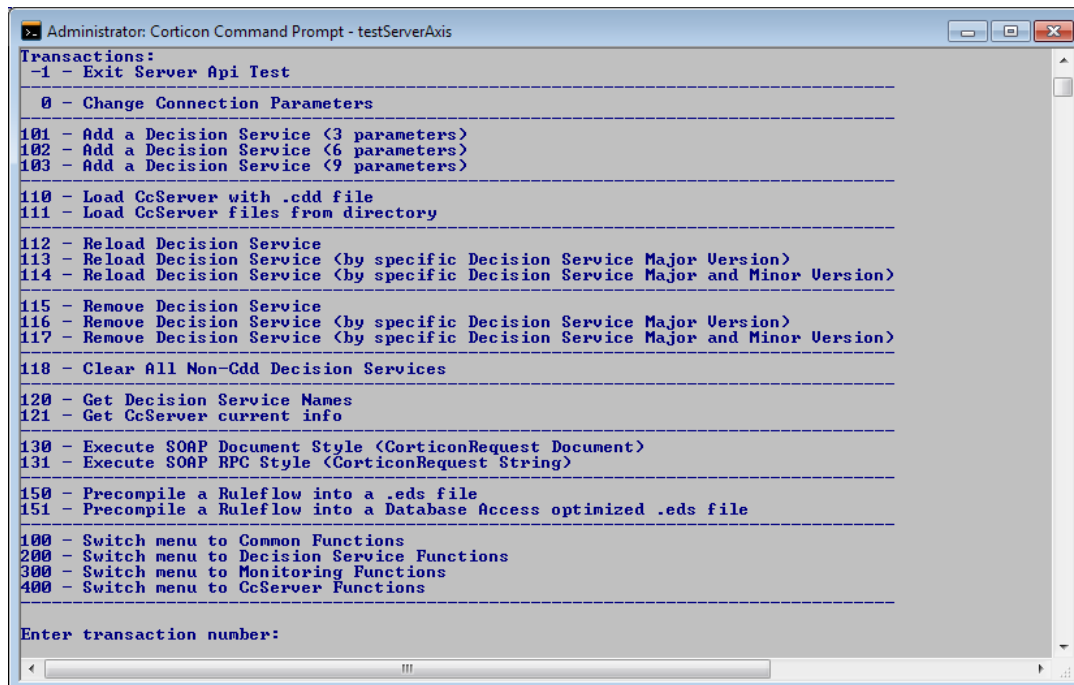 Administrator: Corticon Command Prompt - testServerAxis
Transactions:
-1 - Exit Server Api Test
0 - Change Connection Parameters
101 - Add a Decision Service (3 parameters)
102 - Add a Decision Service (6 parameters)
103 - Add a Decision Service (9 parameters)
110 - Load CcServer with .cdd file
111 - Load CcServer files from directory
112 - Reload Decision Service
113 - Reload Decision Service (by specific Decision Service Major Version)
114 - Reload Decision Service (by specific Decision Service Major and Minor Version)
115 - Remove Decision Service
116 - Remove Decision Service (by specific Decision Service Major Version)
117 - Remove Decision Service (by specific Decision Service Major and Minor Version)
118 - Clear All Non-Cdd Decision Services
120 - Get Decision Service Names
121 - Get CcServer current info
130 - Execute SOAP Document Style (CorticonRequest Document)
131 - Execute SOAP RPC Style (CorticonRequest String)
150 - Precompile a Ruleflow into a .eds file
151 - Precompile a Ruleflow into a Database Access optimized .eds file
100 - Switch menu to Common Functions
200 - Switch menu to Decision Service Functions
300 - Switch menu to Monitoring Functions
400 - Switch menu to CcServer Functions
Enter transaction number: